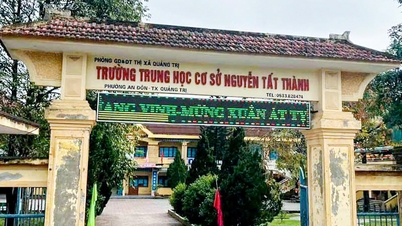 PHÒNG GD&ĐT THỊ XÃ QUẢNG TRỊ
TRƯỜNG TRUNG HỌC CƠ SỞ NGUYỄN TẤT THÀNH
PHƯỜNG AN ĐÔN - TX QUẢNG TRỊ TEL:
ANG VINH-MỪNG XUÂN ẤT TỴ